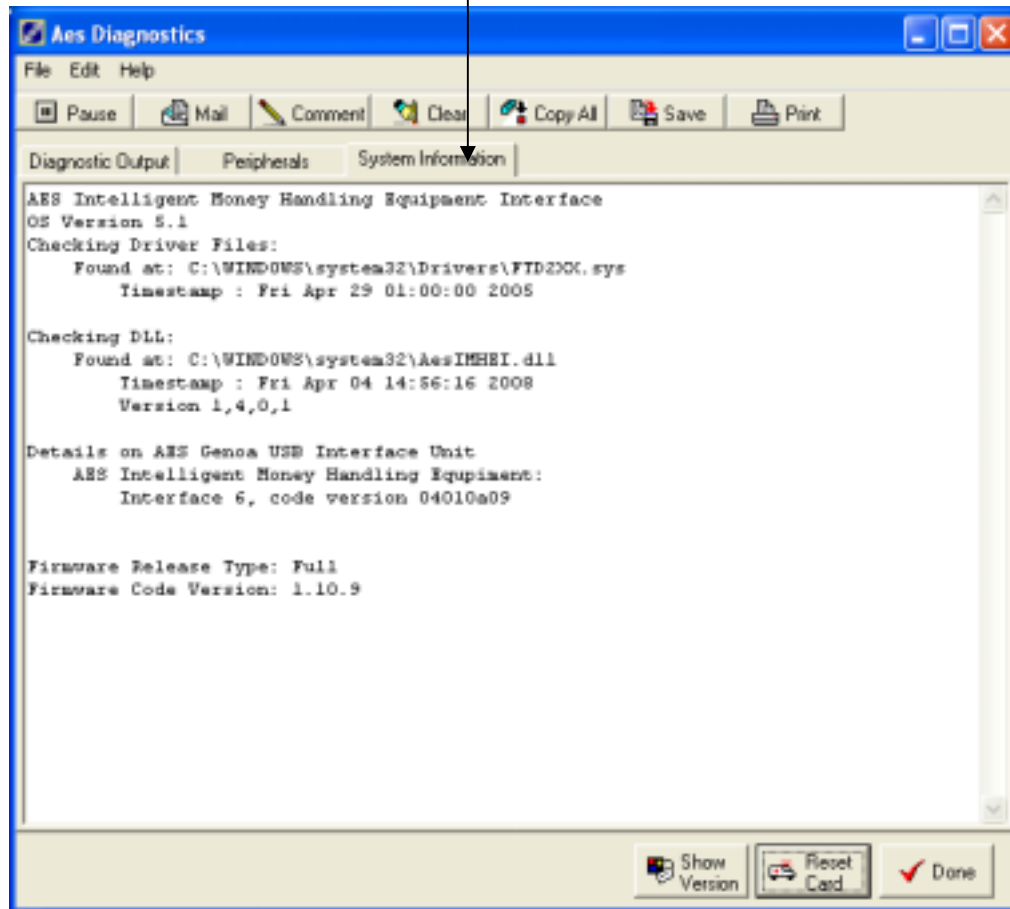 Aes Diagnostics
File Edit Help
Pause Mail Comment Clear Copy All Save Print
Diagnostic Output Peripherals System Information
AES Intelligent Money Handling Equipment Interface
OS Version 5.1
Checking Driver Files:
Found at: C:\WINDOWS\system32\Drivers\FTD2XX.sys
Timestamp : Fri Apr 29 01:00:00 2005
Checking DLL:
Found at: C:\WINDOWS\system32\AesIMHEI.dll
Timestamp : Fri Apr 04 14:56:16 2008
Version 1,4,0,1
Details on AES Genoa USB Interface Unit
AES Intelligent Money Handling Equpiment:
Interface 6, code version 04010a09
Firmware Release Type: Full
Firmware Code Version: 1.10.9
Show Version Reset Card Done